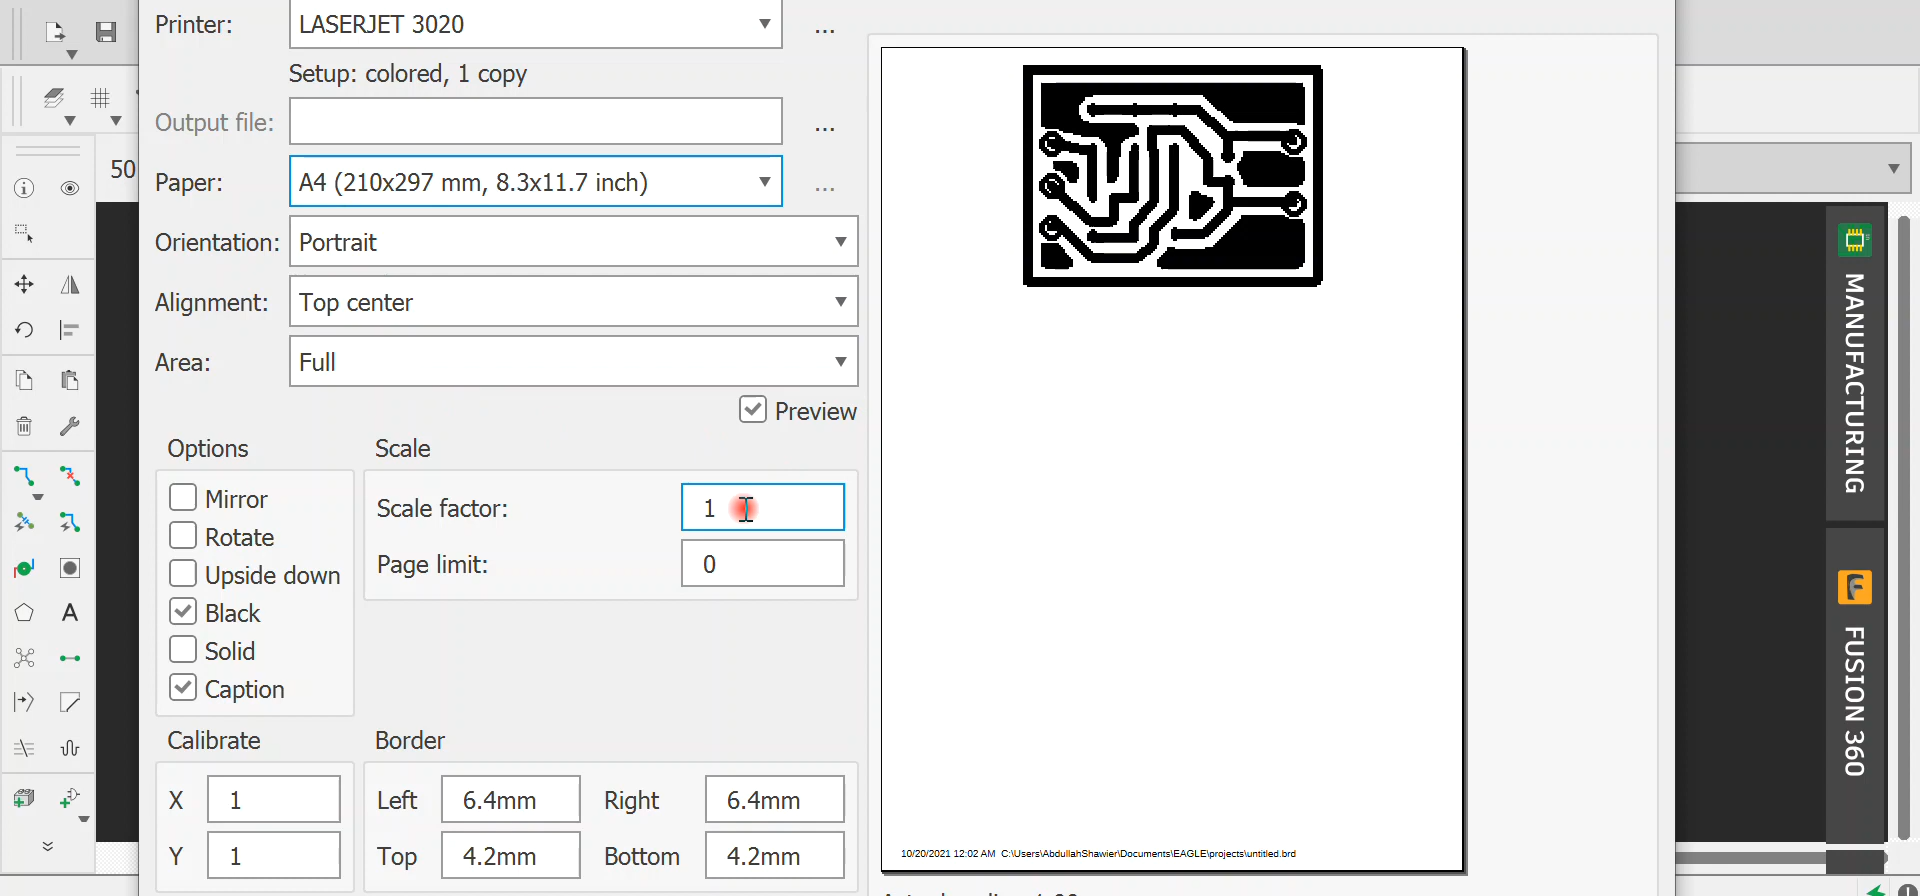 Printer: LASERJET 3020 ...
Setup: colored, 1 copy
Output file: ...
Paper: A4 (210x297 mm, 8.3x11.7 inch) ...
50
Orientation: Portrait
Alignment: Top center
Area: Full
Preview
Options
Mirror
Rotate
Upside down
Black
Solid
Caption
Scale
Scale factor: 1
Page limit: 0
Calibrate
X 1
Y 1
Border
Left 6.4mm Right 6.4mm
Top 4.2mm Bottom 4.2mm
10/20/2021 12:02 AM C:\Users\AbdullahShawier\Documents\EAGLE\projects\untitled.brd
MANUFACTURING
FUSION 360